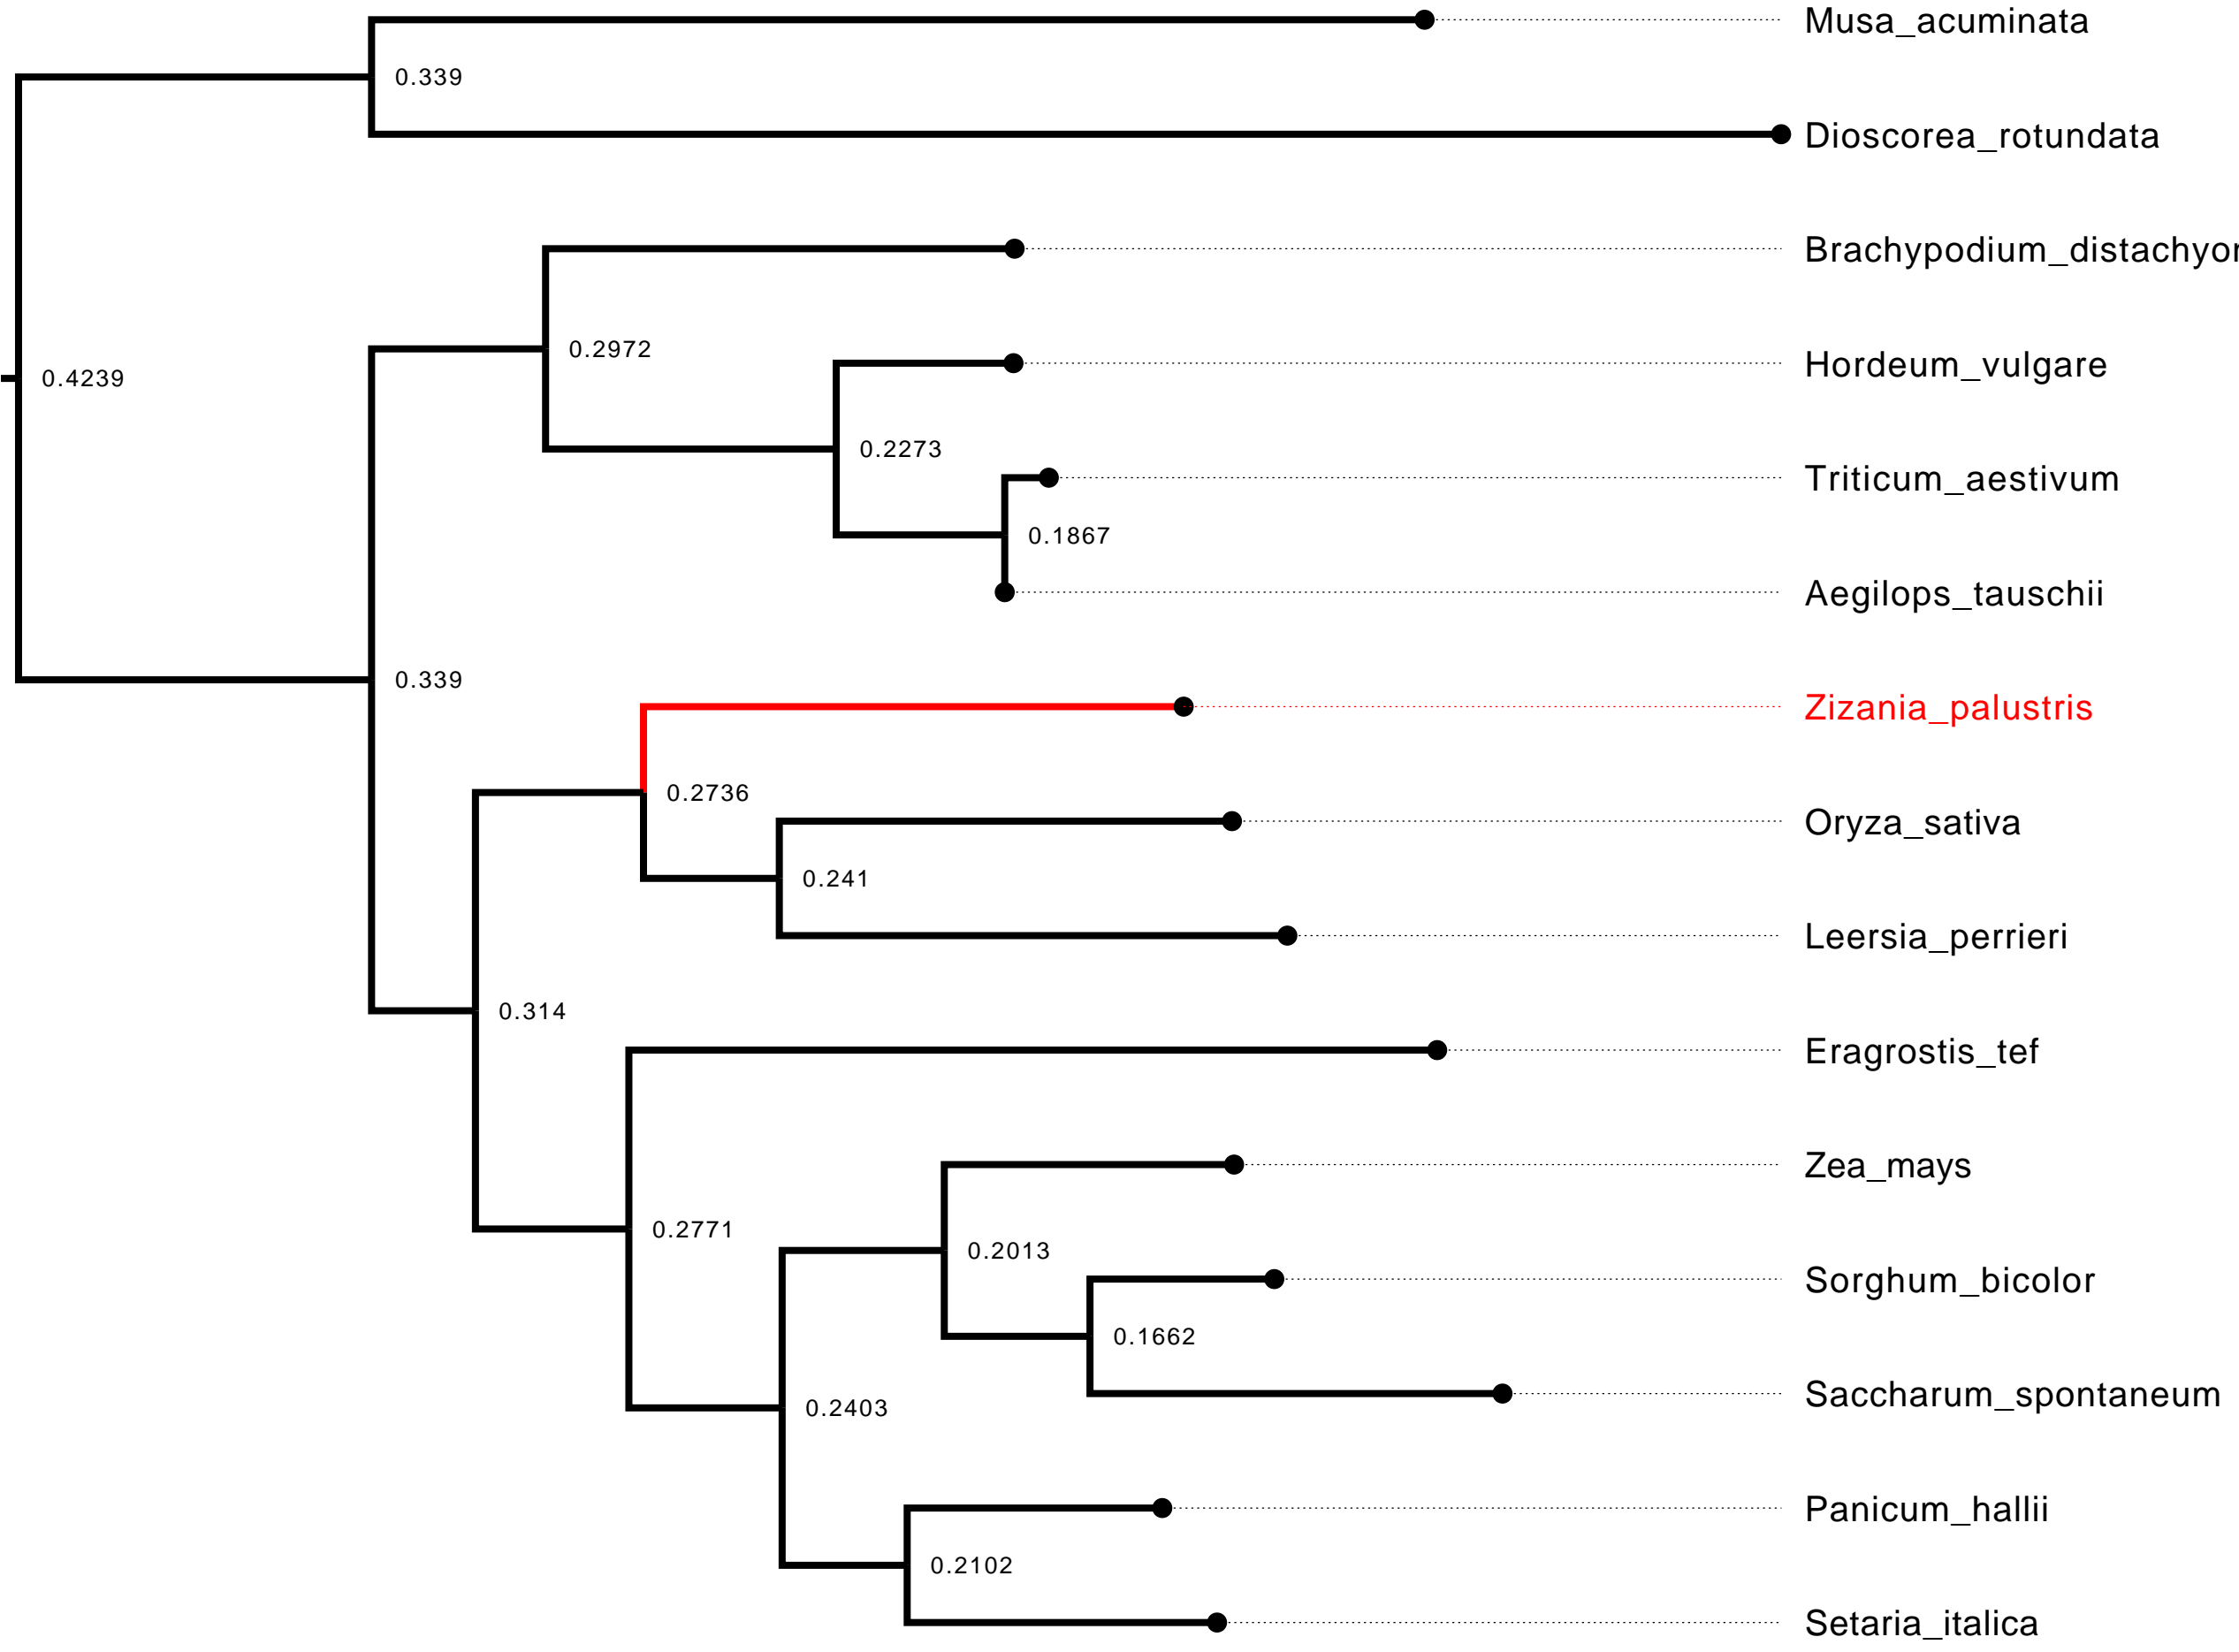 Musa_acuminata
0.339
Dioscorea_rotundata
Brachypodium_distachyon
0.2972
Hordeum_vulgare
0.4239
0.2273
Triticum_aestivum
0.1867
Aegilops_tauschii
0.339
Zizania_palustris
0.2736
Oryza_sativa
0.241
Leersia_perrieri
0.314
Eragrostis_tef
Zea_mays
0.2771
0.2013
Sorghum_bicolor
0.1662
Saccharum_spontaneum
0.2403
Panicum_hallii
0.2102
Setaria_italica